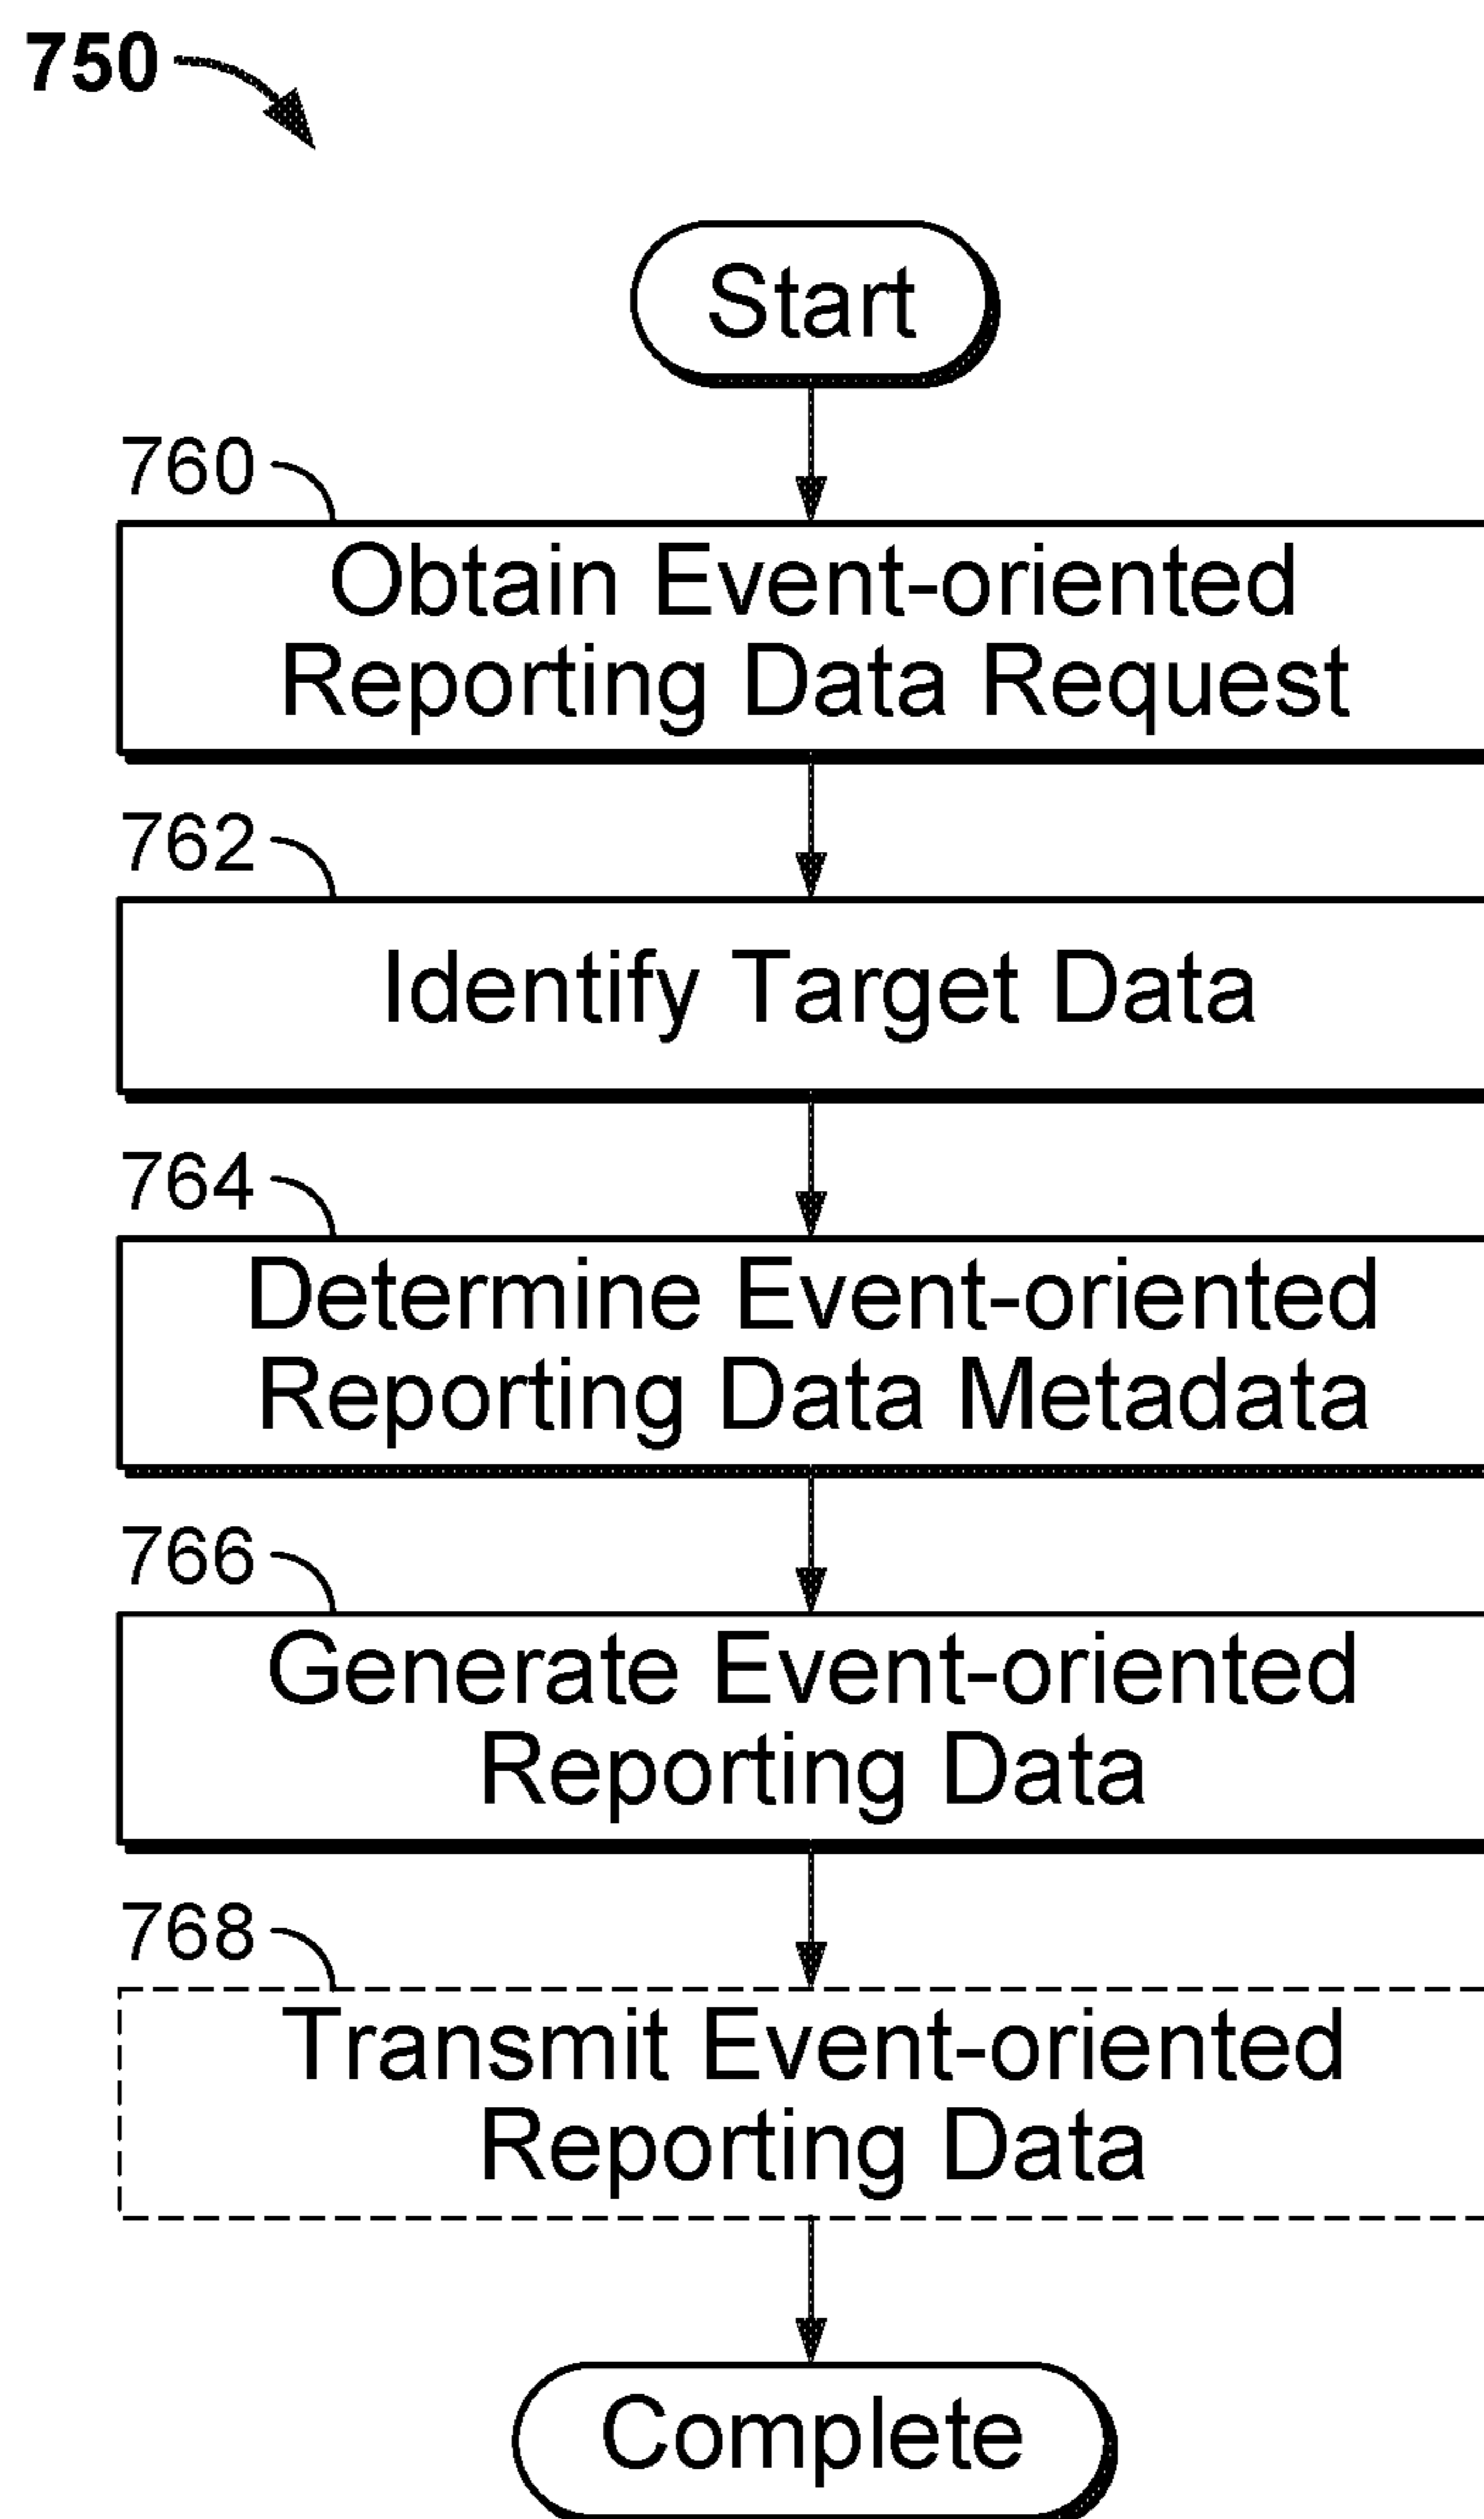 750
Start
760
Obtain Event-oriented
Reporting Data Request
762
Identify Target Data
764
Determine Event-oriented
Reporting Data Metadata
766
Generate Event-oriented
Reporting Data
768
Transmit Event-oriented
Reporting Data
Complete